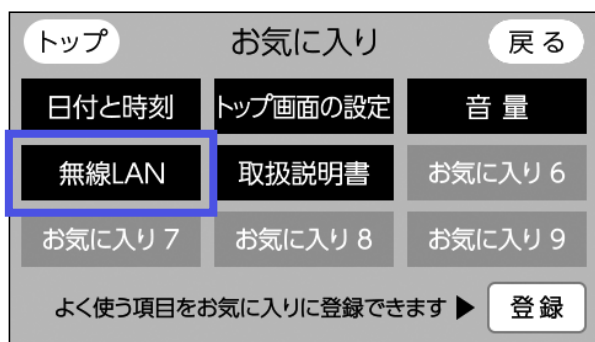 トップ お気に入り 戻る
日付と時刻 トップ画面の設定 音量
無線LAN 取扱説明書 お気に入り6
お気に入り7 お気に入り8 お気に入り9
よく使う項目をお気に入りに登録できます ▶ 登録